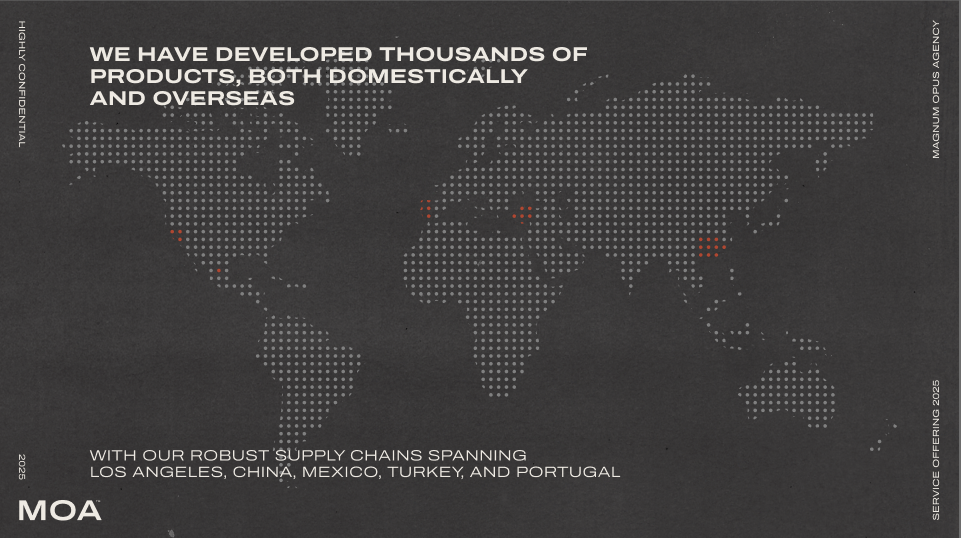 HIGHLY CONFIDENTIAL
WE HAVE DEVELOPED THOUSANDS OF
PRODUCTS, BOTH DOMESTICALLY
AND OVERSEAS
MAGNUM OPUS AGENCY
WITH OUR ROBUST SUPPLY CHAINS SPANNING
LOS ANGELES, CHINA, MEXICO, TURKEY, AND PORTUGAL
2025
MOA™
SERVICE OFFERING 2025